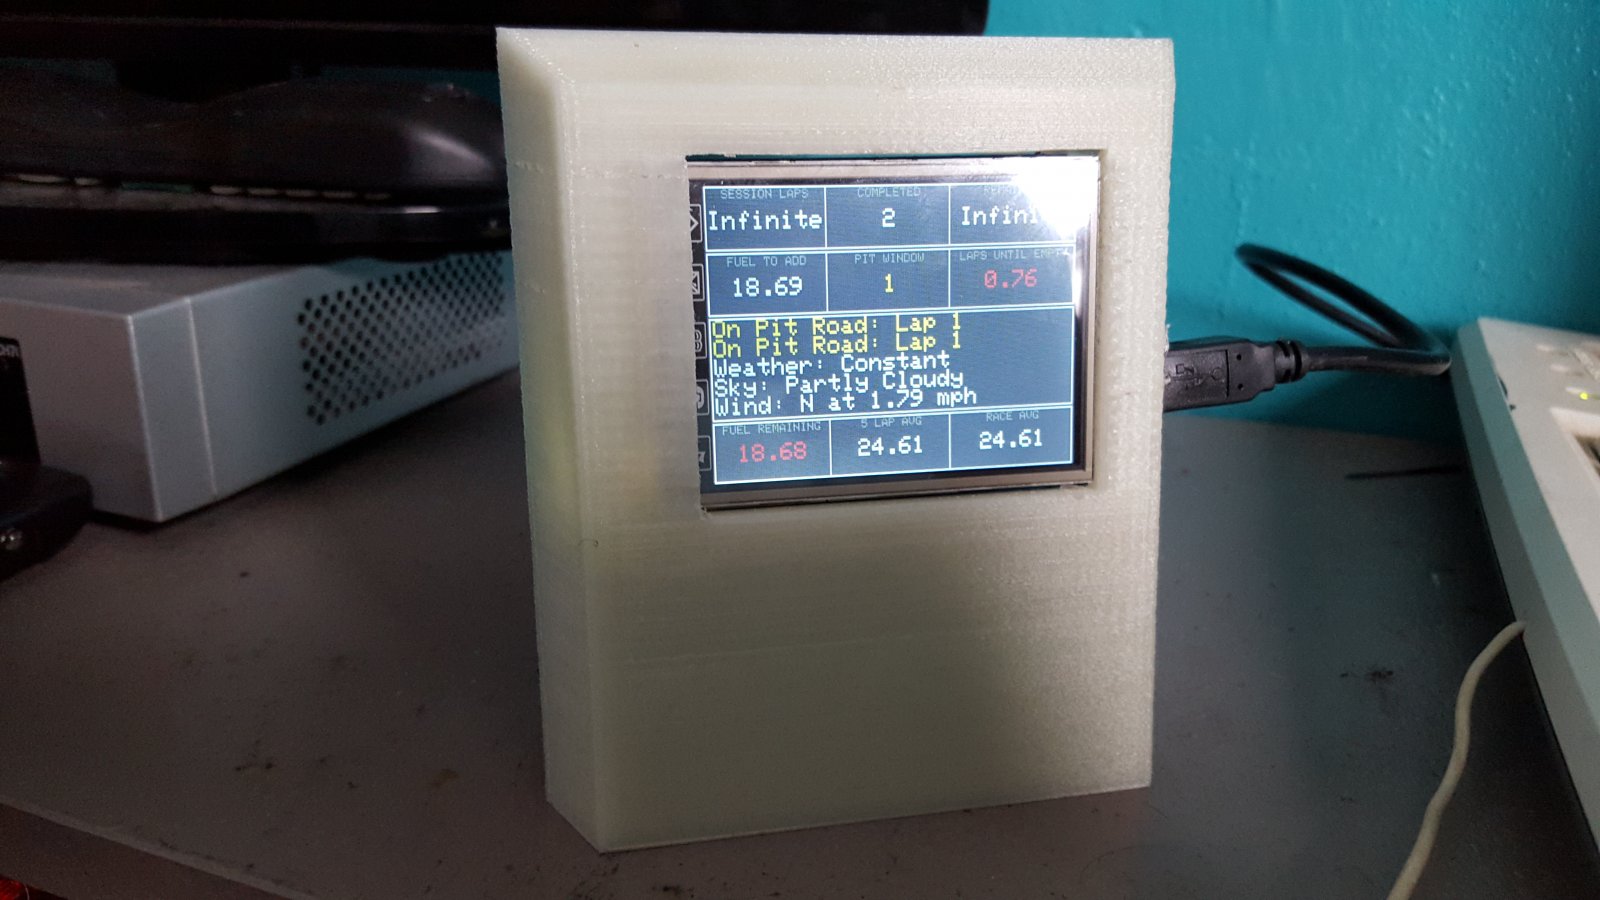 SESSION LAPS COMPLETED
Infinite 2
FUEL TO ADD PIT WINDOW LAPS UNTIL EMPTY
18.69 1 0.76
On Pit Road: Lap 1
On Pit Road: Lap 1
Weather: Constant
Sky: Partly Cloudy
Wind: N at 1.79 mph
FUEL REMAINING 5 LAP AVG RACE AVG
18.68 24.61 24.61